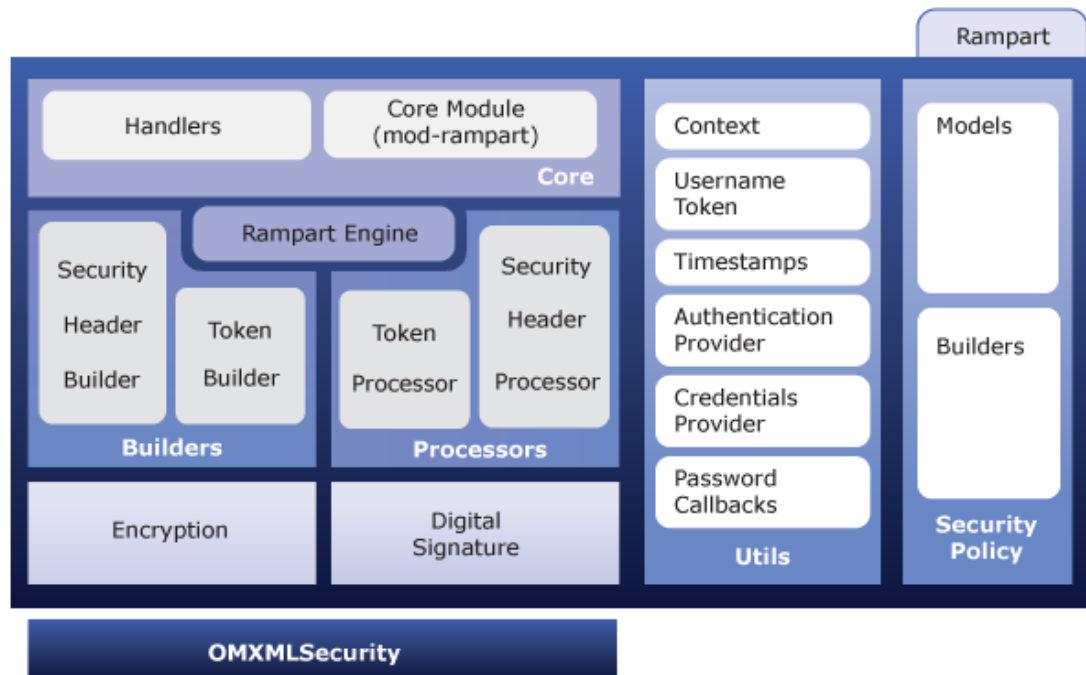 Rampart
Handlers
Core Module
(mod-rampart)
Core
Rampart Engine
Security
Header
Builder
Token
Builder
Builders
Token
Processor
Security
Header
Processor
Processors
Encryption
Digital
Signature
Context
Username
Token
Timestamps
Authentication
Provider
Credentials
Provider
Password
Callbacks
Utils
Models
Builders
Security
Policy
OMXMLSecurity